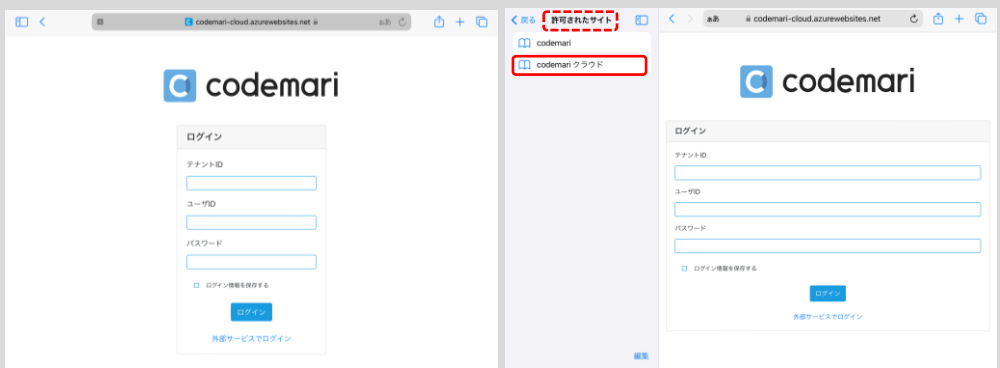 codemari-cloud.azurewebsites.net
ぁあ
codemari
ログイン
テナントID
ユーザID
パスワード
ログイン情報を保存する
ログイン
外部サービスでログイン
戻る
許可されたサイト
codemari
codemari クラウド
編集
ぁあ
codemari-cloud.azurewebsites.net
codemari
ログイン
テナントID
ユーザID
パスワード
ログイン情報を保存する
ログイン
外部サービスでログイン